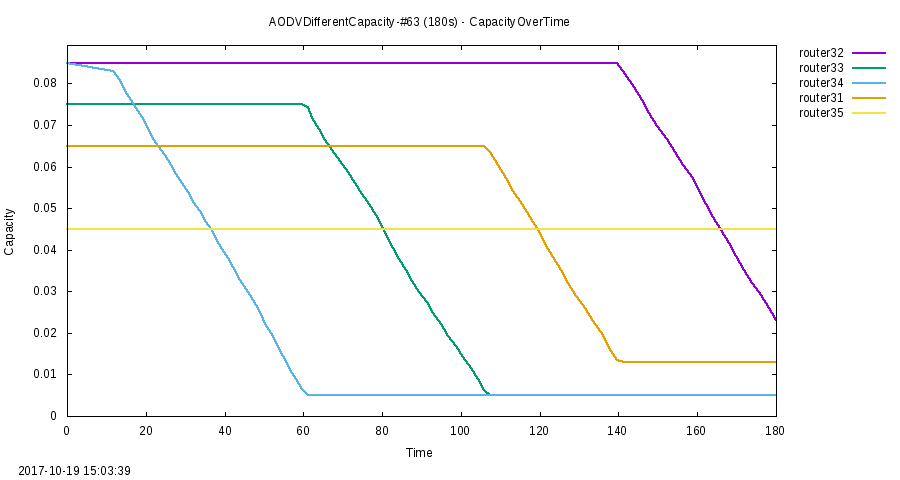 AODVDifferentCapacity-#63 (180s) - CapacityOverTime
router32
router33
router34
router31
router35
0.08
0.07
0.06
0.05
0.04
0.03
0.02
0.01
0
Capacity
0 20 40 60 80 100 120 140 160 180
Time
2017-10-19 15:03:39